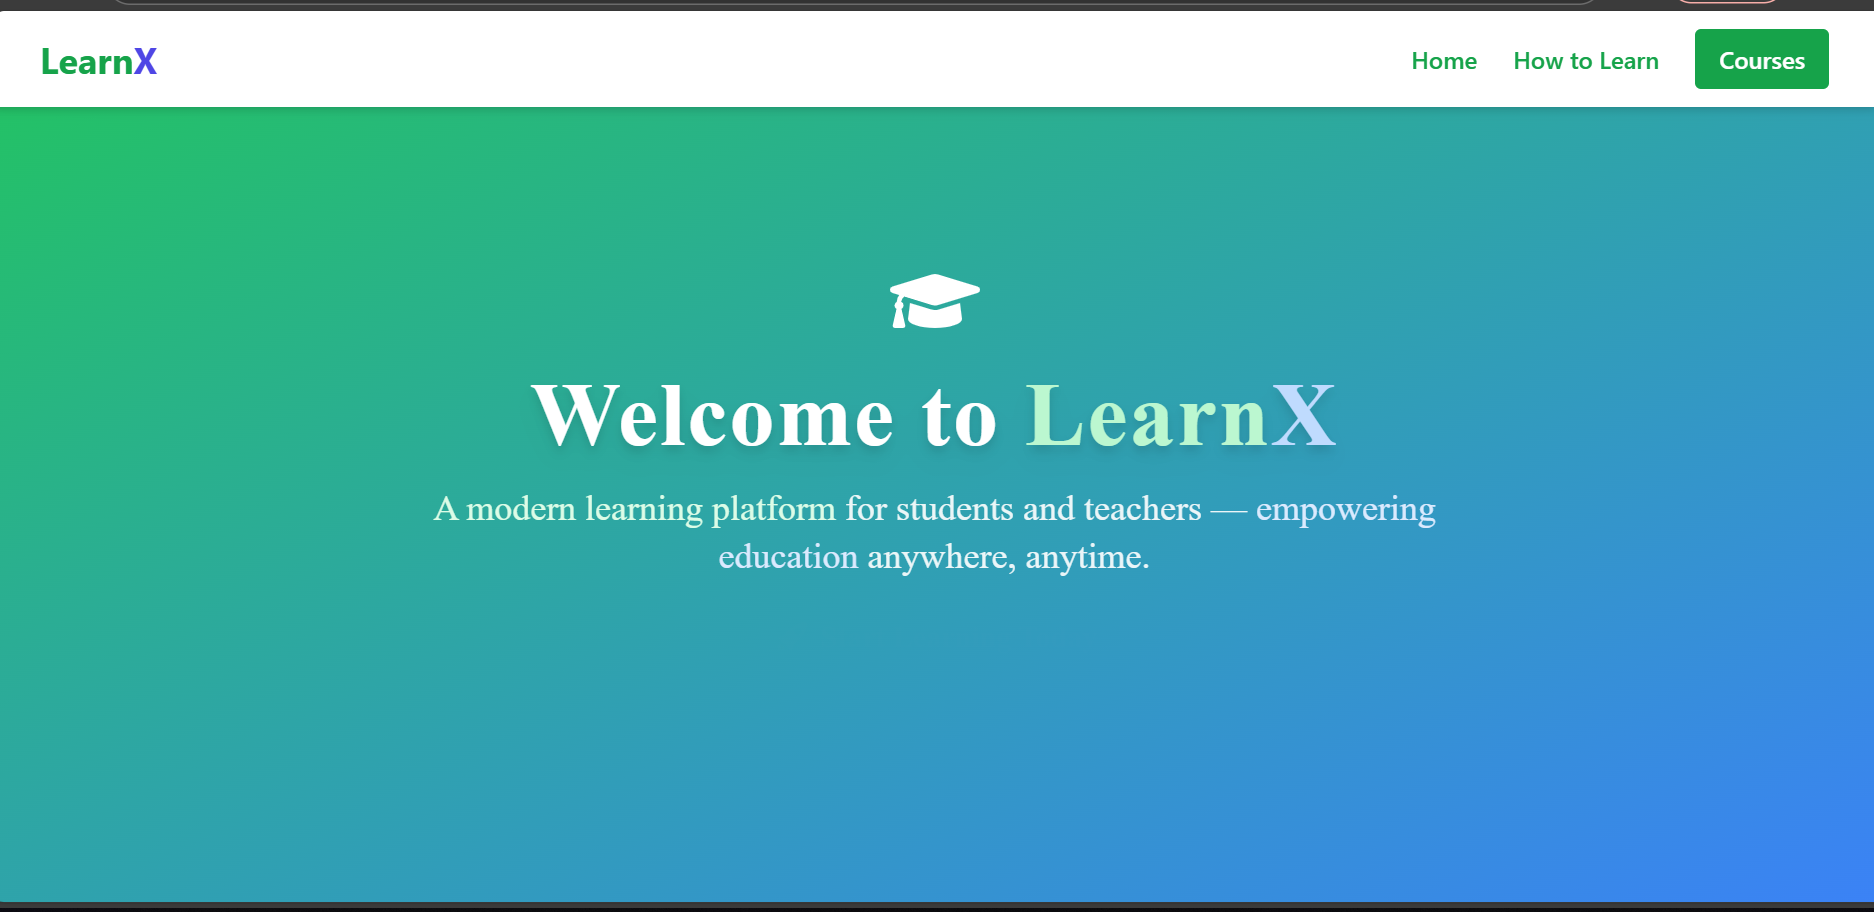 LearnX
Home
How to Learn
Courses
Welcome to LearnX
A modern learning platform for students and teachers — empowering
education anywhere, anytime.